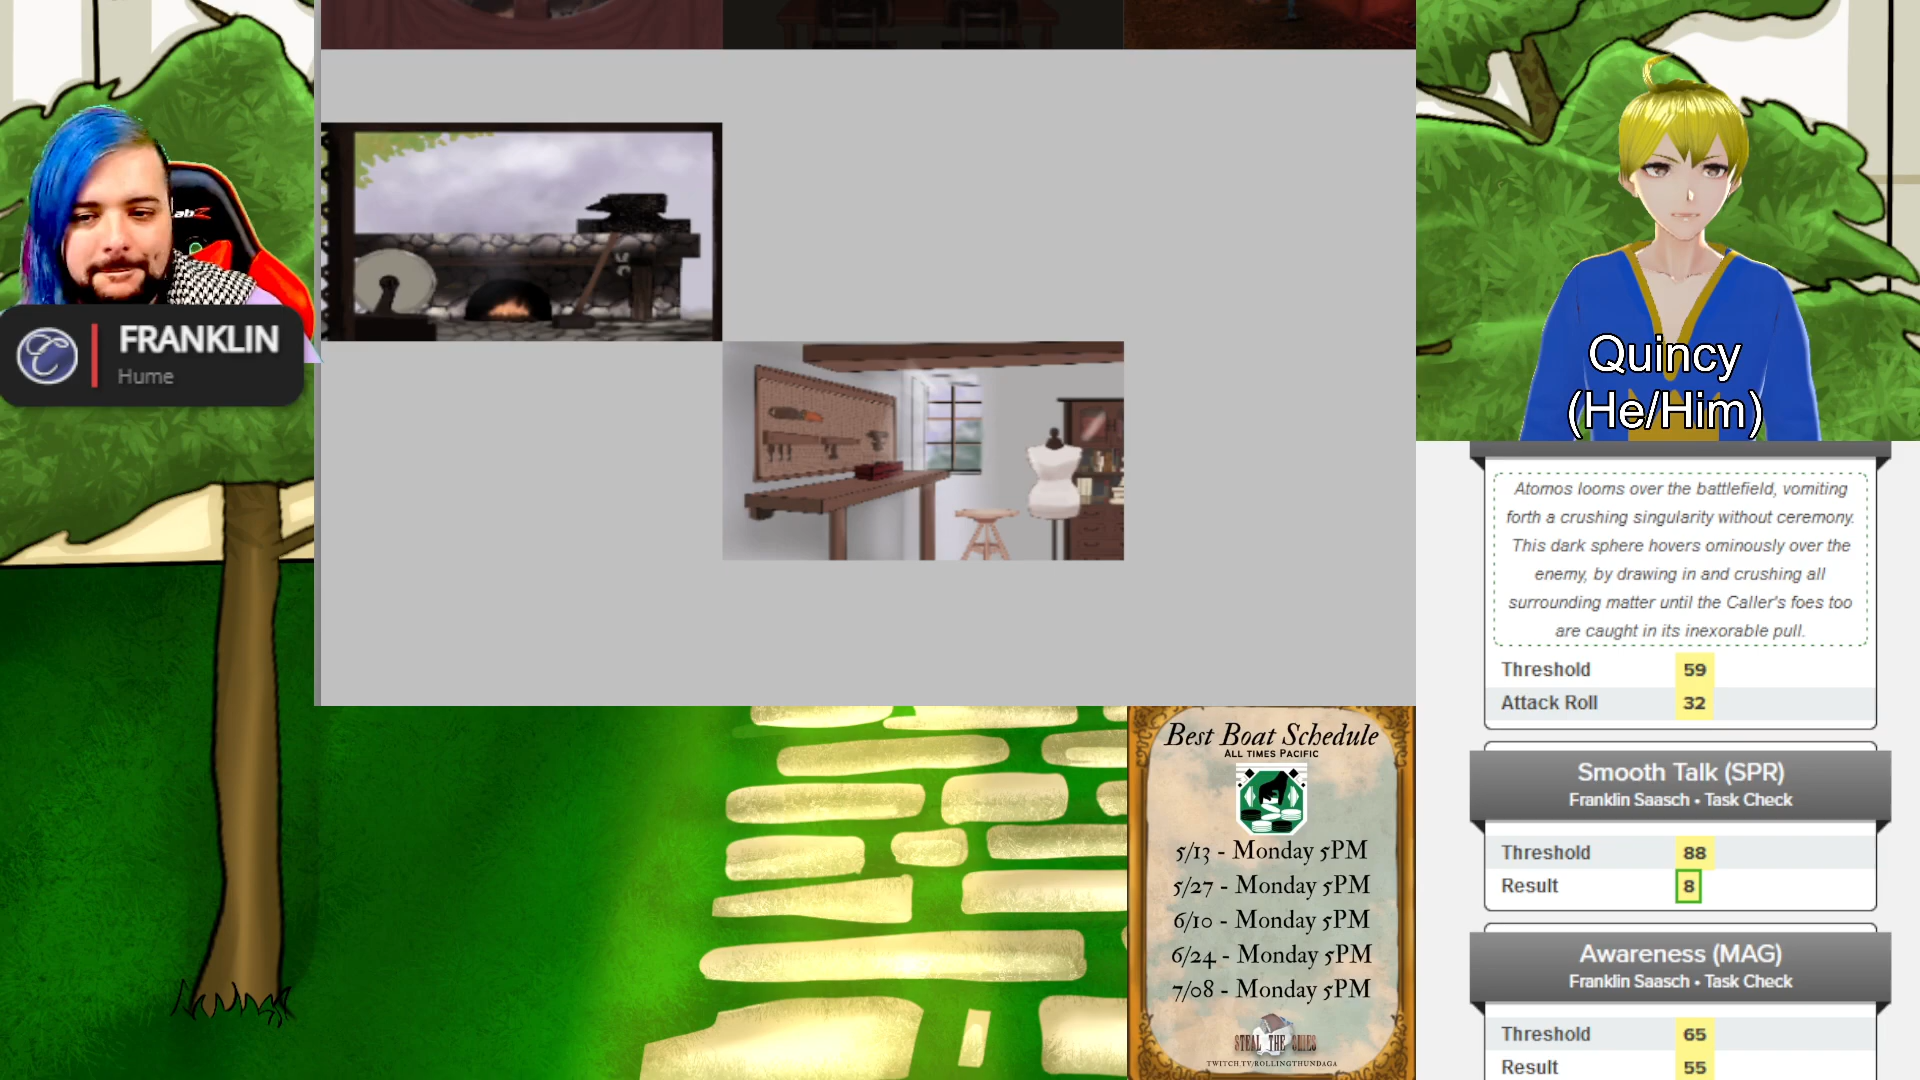 abZ
FRANKLIN
Hume
Quincy
(He/Him)
Atomos looms over the battlefield, vomiting
forth a crushing singularity without ceremony.
This dark sphere hovers ominously over the
enemy, by drawing in and crushing all
surrounding matter until the Caller's foes too
are caught in its inexorable pull.
Threshold 59
Attack Roll 32
Smooth Talk (SPR)
Franklin Saasch • Task Check
Threshold 88
Result 8
Awareness (MAG)
Franklin Saasch • Task Check
Threshold 65
Result 55
Best Boat Schedule
ALL TIMES PACIFIC
5/13 - Monday 5PM
5/27 - Monday 5PM
6/10 - Monday 5PM
6/24 - Monday 5PM
7/08 - Monday 5PM
STEAL THE SKIES
TWITCH.TV/ROLLINGTHUNDAGA